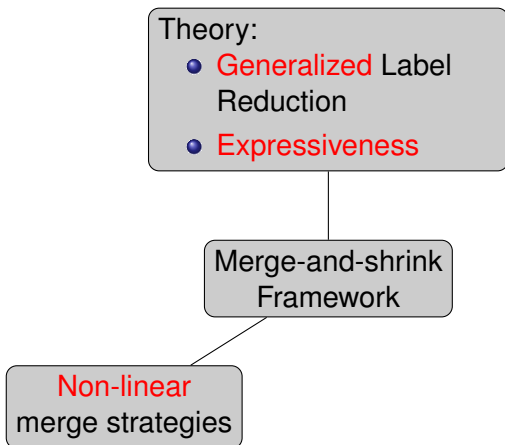 Theory:
Generalized Label
Reduction
Expressiveness
Merge-and-shrink
Framework
Non-linear
merge strategies